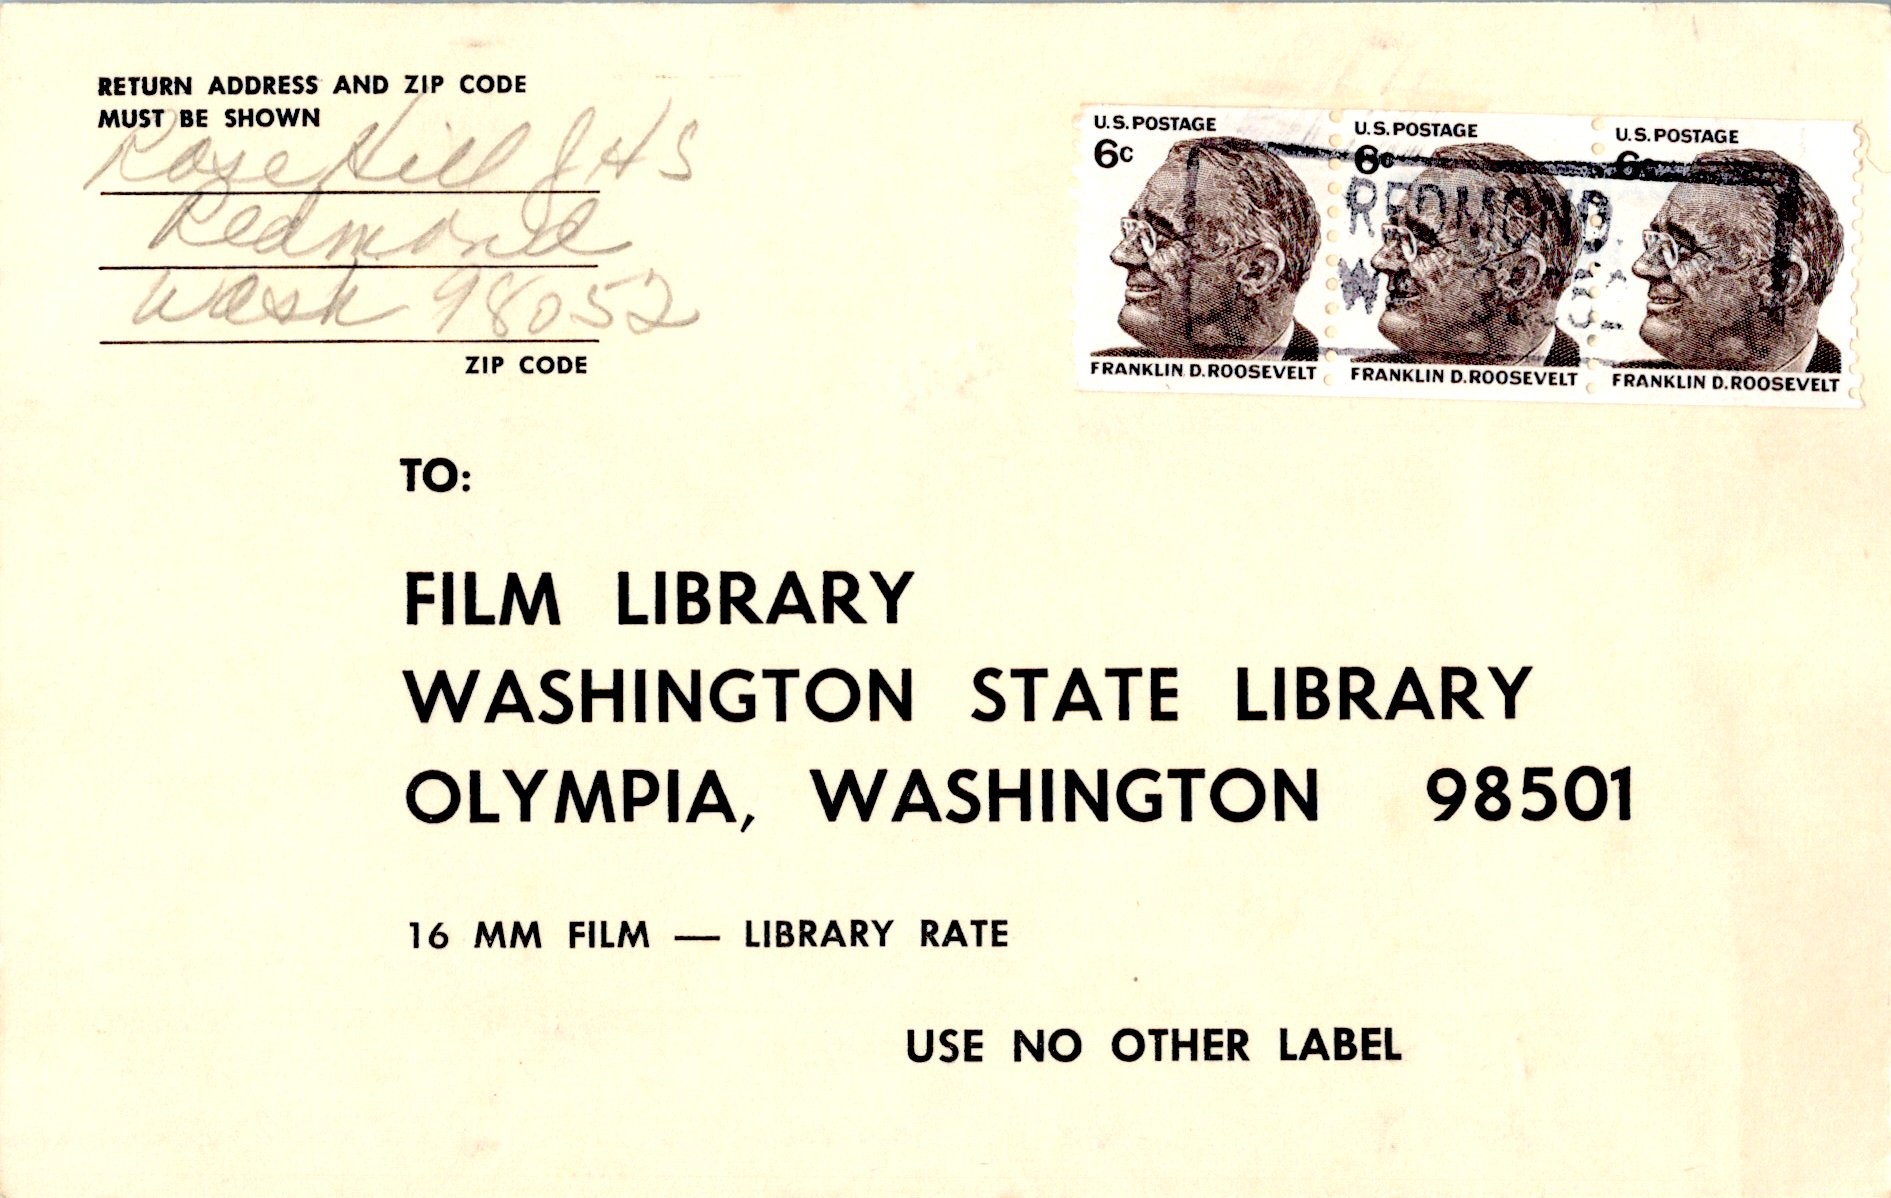 RETURN ADDRESS AND ZIP CODE
MUST BE SHOWN
Rose Hill JHS
Redmond
Wash 98052
ZIP CODE
U.S. POSTAGE
6c
FRANKLIN D. ROOSEVELT
U.S. POSTAGE
6c
FRANKLIN D. ROOSEVELT
U.S. POSTAGE
6c
FRANKLIN D. ROOSEVELT
REDMOND
TO:
FILM LIBRARY
WASHINGTON STATE LIBRARY
OLYMPIA, WASHINGTON 98501
16 MM FILM — LIBRARY RATE
USE NO OTHER LABEL